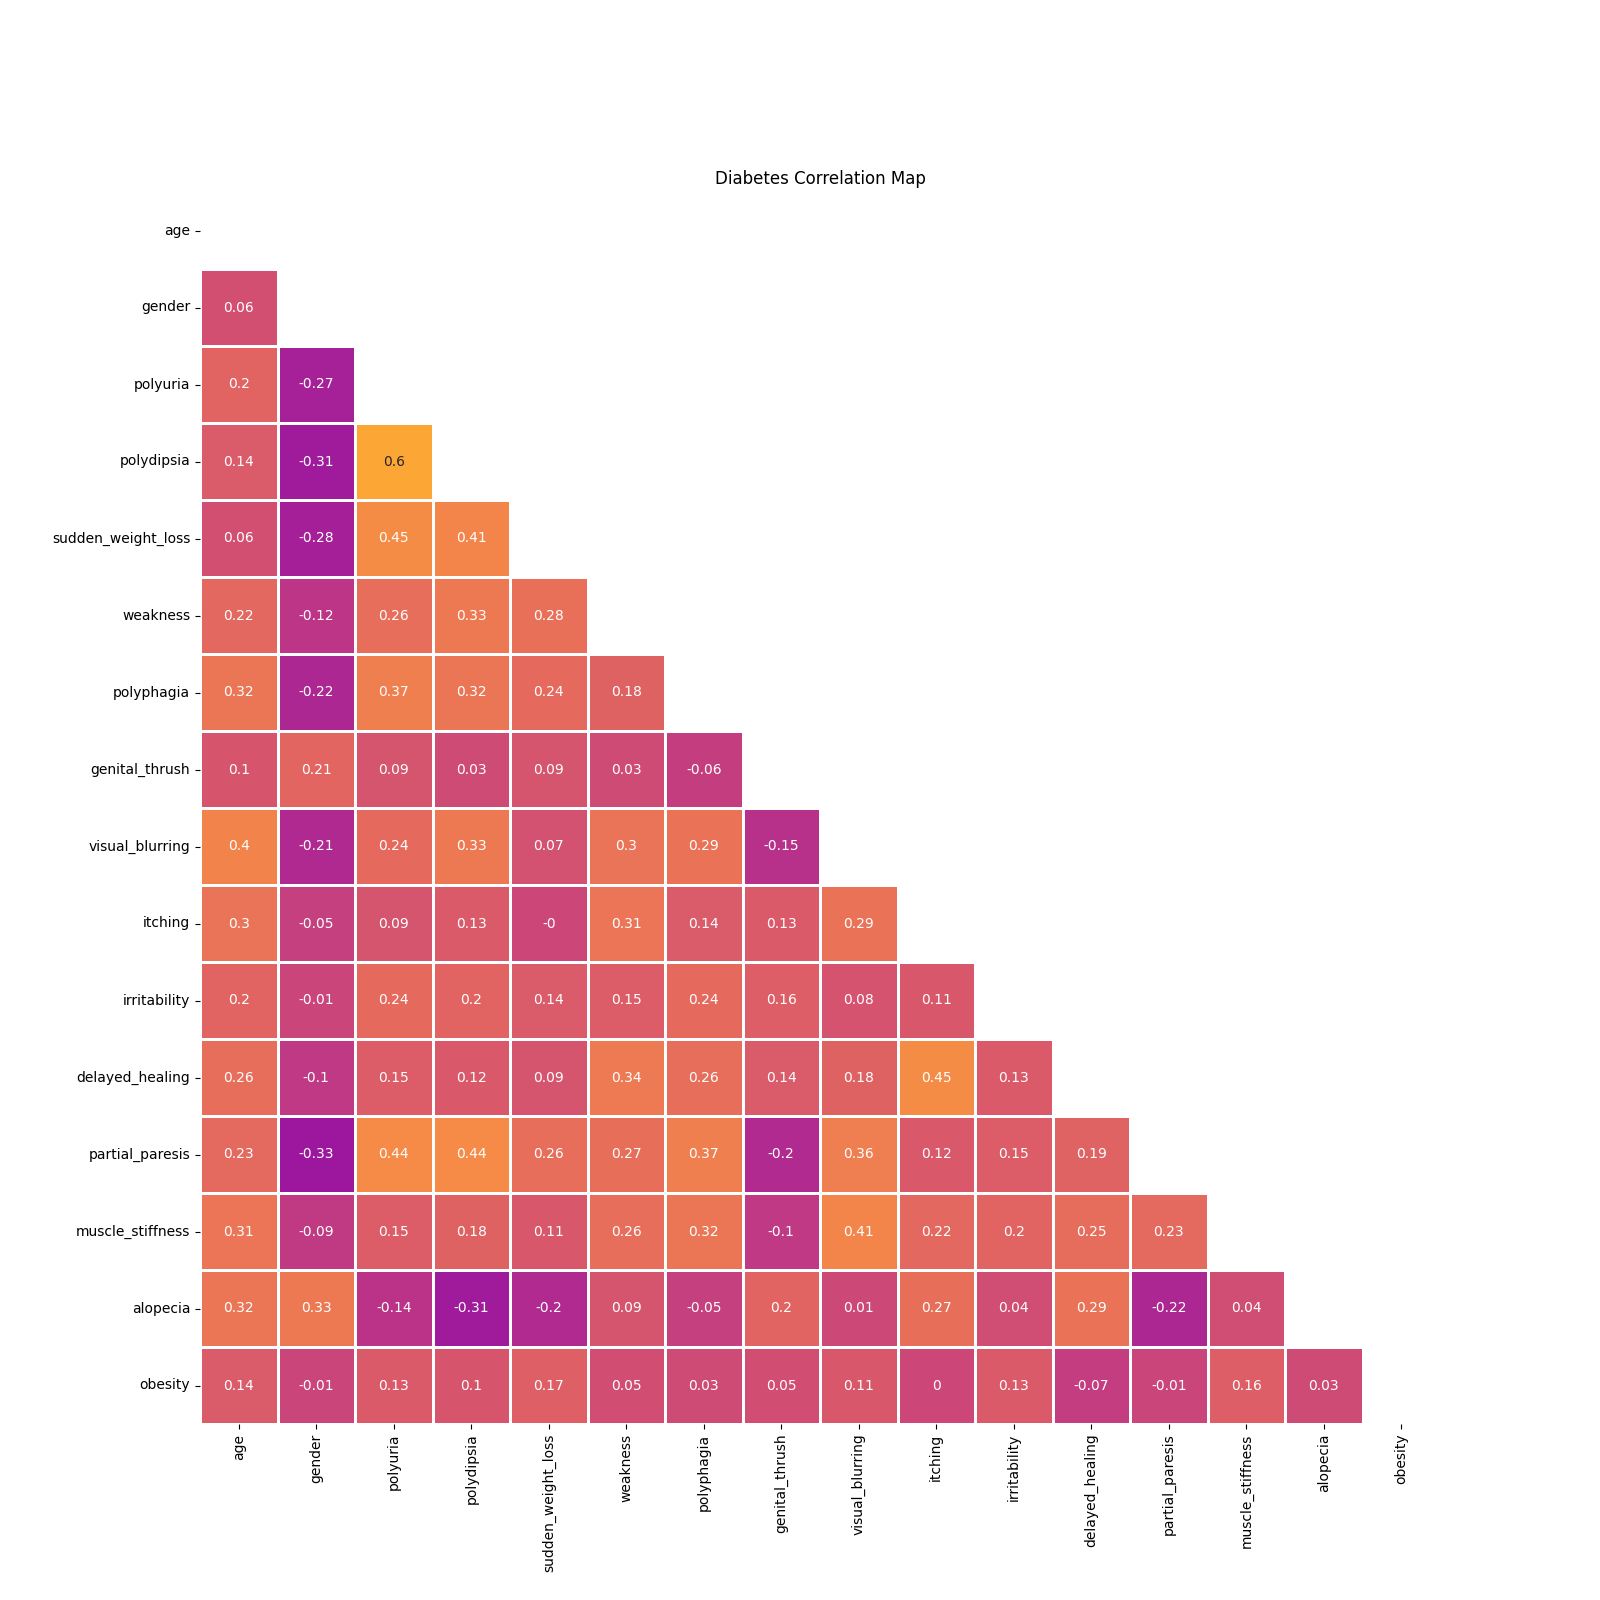 Diabetes Correlation Map
age
gender 0.06
polyuria 0.2 -0.27
polydipsia 0.14 -0.31 0.6
sudden_weight_loss 0.06 -0.28 0.45 0.41
weakness 0.22 -0.12 0.26 0.33 0.28
polyphagia 0.32 -0.22 0.37 0.32 0.24 0.18
genital_thrush 0.1 0.21 0.09 0.03 0.09 0.03 -0.06
visual_blurring 0.4 -0.21 0.24 0.33 0.07 0.3 0.29 -0.15
itching 0.3 -0.05 0.09 0.13 -0 0.31 0.14 0.13 0.29
irritability 0.2 -0.01 0.24 0.2 0.14 0.15 0.24 0.16 0.08 0.11
delayed_healing 0.26 -0.1 0.15 0.12 0.09 0.34 0.26 0.14 0.18 0.45 0.13
partial_paresis 0.23 -0.33 0.44 0.44 0.26 0.27 0.37 -0.2 0.36 0.12 0.15 0.19
muscle_stiffness 0.31 -0.09 0.15 0.18 0.11 0.26 0.32 -0.1 0.41 0.22 0.2 0.25 0.23
alopecia 0.32 0.33 -0.14 -0.31 -0.2 0.09 -0.05 0.2 0.01 0.27 0.04 0.29 -0.22 0.04
obesity 0.14 -0.01 0.13 0.1 0.17 0.05 0.03 0.05 0.11 0 0.13 -0.07 -0.01 0.16 0.03
age gender polyuria polydipsia sudden_weight_loss weakness polyphagia genital_thrush visual_blurring itching irritability delayed_healing partial_paresis muscle_stiffness alopecia obesity